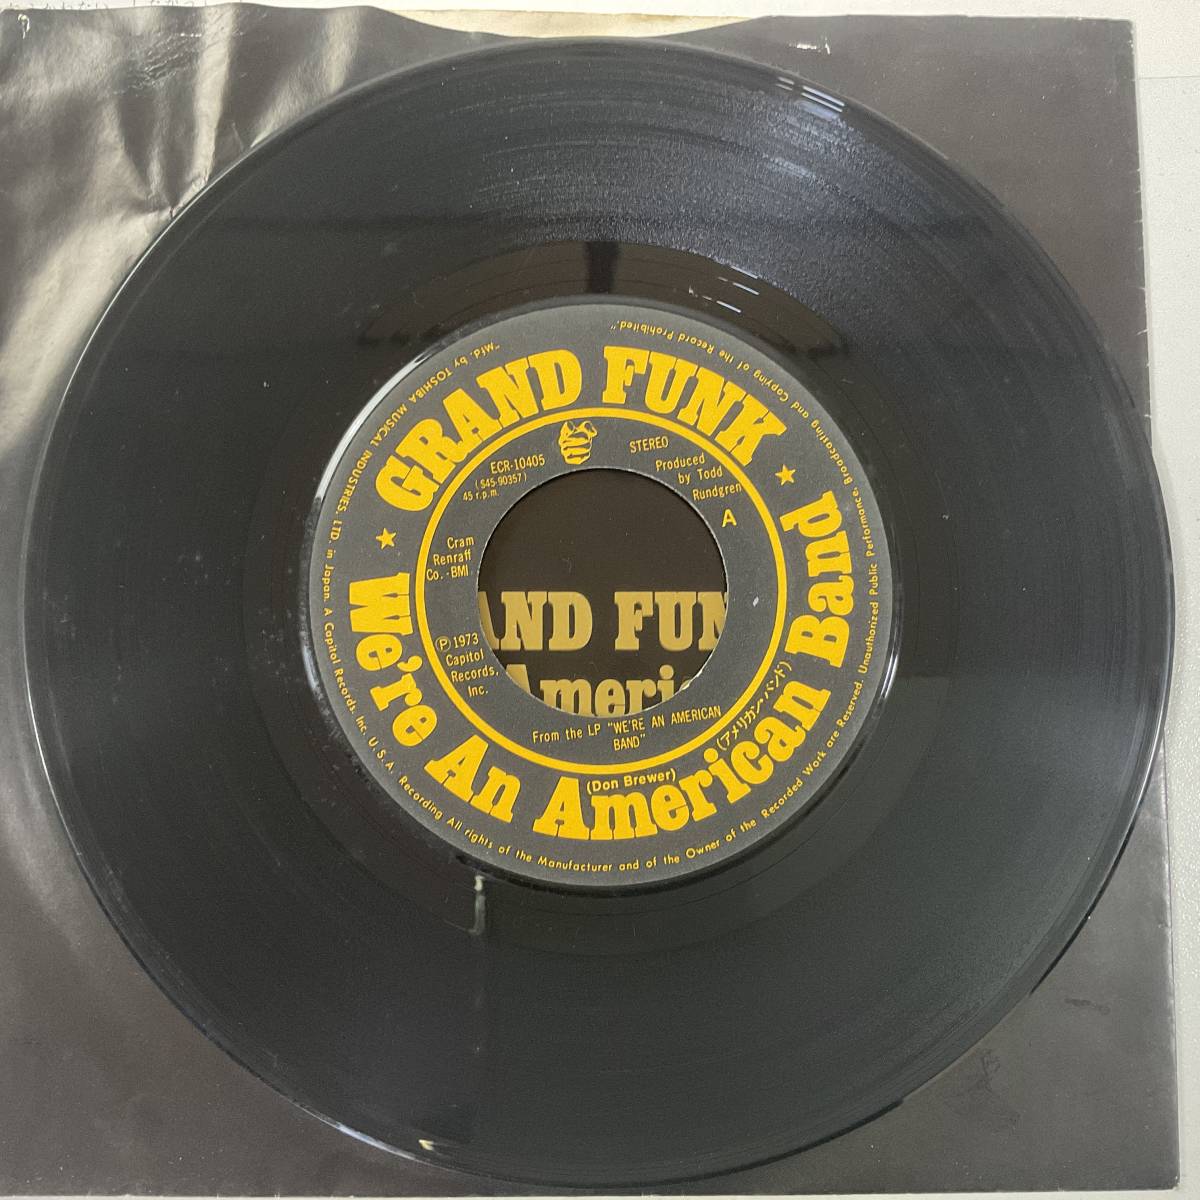 GRAND FUNK
★ We're An American Band ★
(アメリカン・バンド)
(Don Brewer)
ECR-10405
(S45-90357)
45 r.p.m.
STEREO
Produced
by Todd
Rundgren
A
Cram
Renraff
Co.-BMI
Ⓟ 1973
Capitol
Records,
Inc.
From the LP "WE'RE AN AMERICAN
BAND"
"Mfd. by TOSHIBA MUSICAL INDUSTRIES, LTD. in Japan. A Capitol Records, Inc. U.S.A. Recording All rights of the Manufacturer and of the Owner of the Recorded Work are Reserved. Unauthorized Public Performance, Broadcasting and Copying of the Record Prohibited."
AND FUN
Ameri